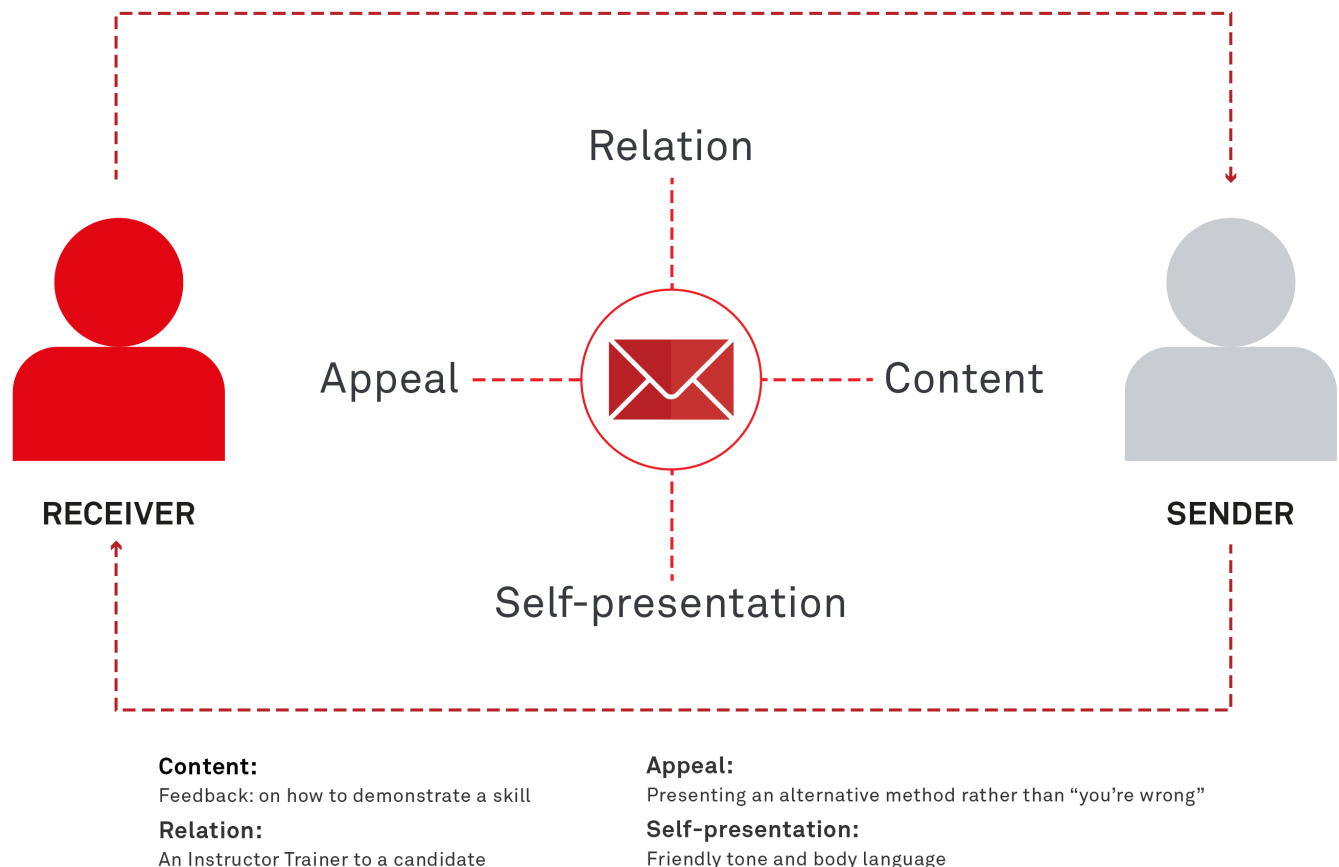 Relation
Appeal
Content
RECEIVER
SENDER
Self-presentation
Content:
Feedback: on how to demonstrate a skill
Relation:
An Instructor Trainer to a candidate
Appeal:
Presenting an alternative method rather than “you’re wrong”
Self-presentation:
Friendly tone and body language